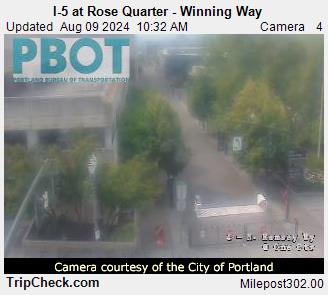 I-5 at Rose Quarter - Winning Way
Updated Aug 09 2024 10:32 AM Camera 4
PBOT
PORTLAND BUREAU OF TRANSPORTATION
Camera courtesy of the City of Portland
TripCheck.com Milepost302.00